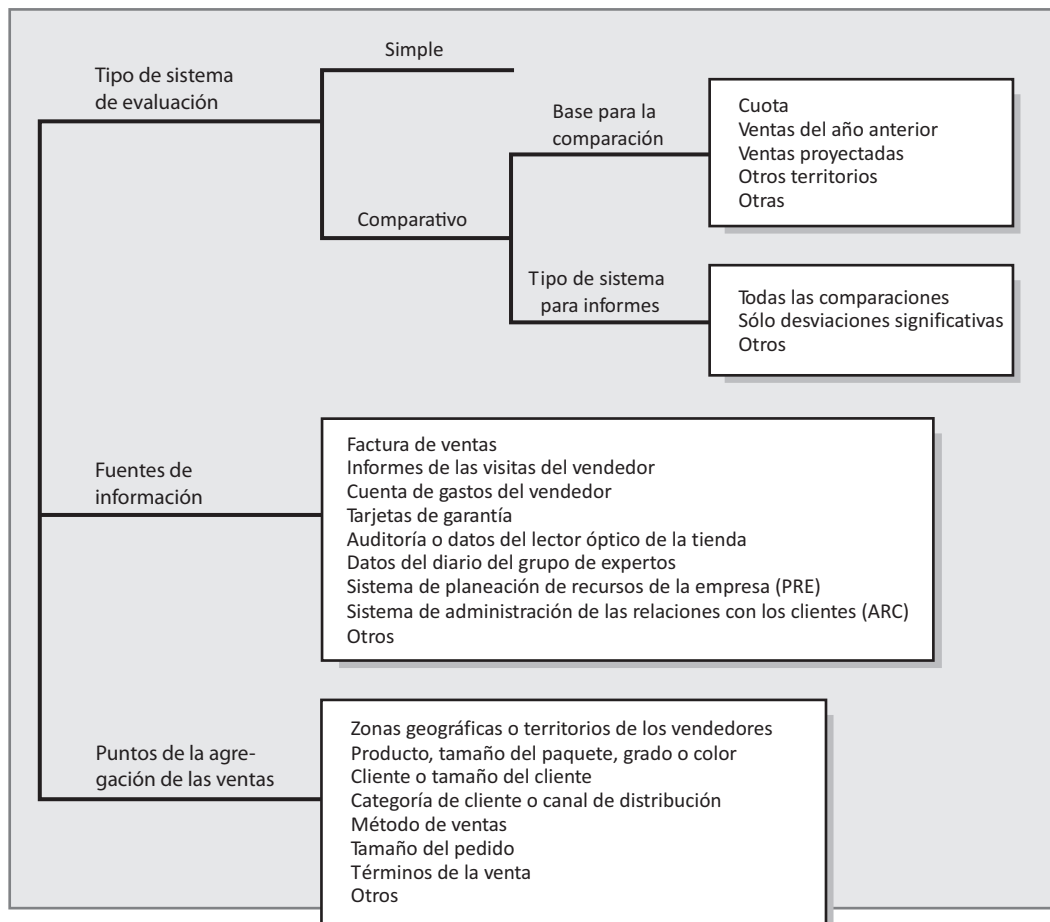 Simple
Tipo de sistema
de evaluación
Base para la
comparación
Cuota
Ventas del año anterior
Ventas proyectadas
Otros territorios
Otras
Comparativo
Tipo de sistema
para informes
Todas las comparaciones
Sólo desviaciones significativas
Otros
Fuentes de
información
Factura de ventas
Informes de las visitas del vendedor
Cuenta de gastos del vendedor
Tarjetas de garantía
Auditoría o datos del lector óptico de la tienda
Datos del diario del grupo de expertos
Sistema de planeación de recursos de la empresa (PRE)
Sistema de administración de las relaciones con los clientes (ARC)
Otros
Puntos de la agre-
gación de las ventas
Zonas geográficas o territorios de los vendedores
Producto, tamaño del paquete, grado o color
Cliente o tamaño del cliente
Categoría de cliente o canal de distribución
Método de ventas
Tamaño del pedido
Términos de la venta
Otros